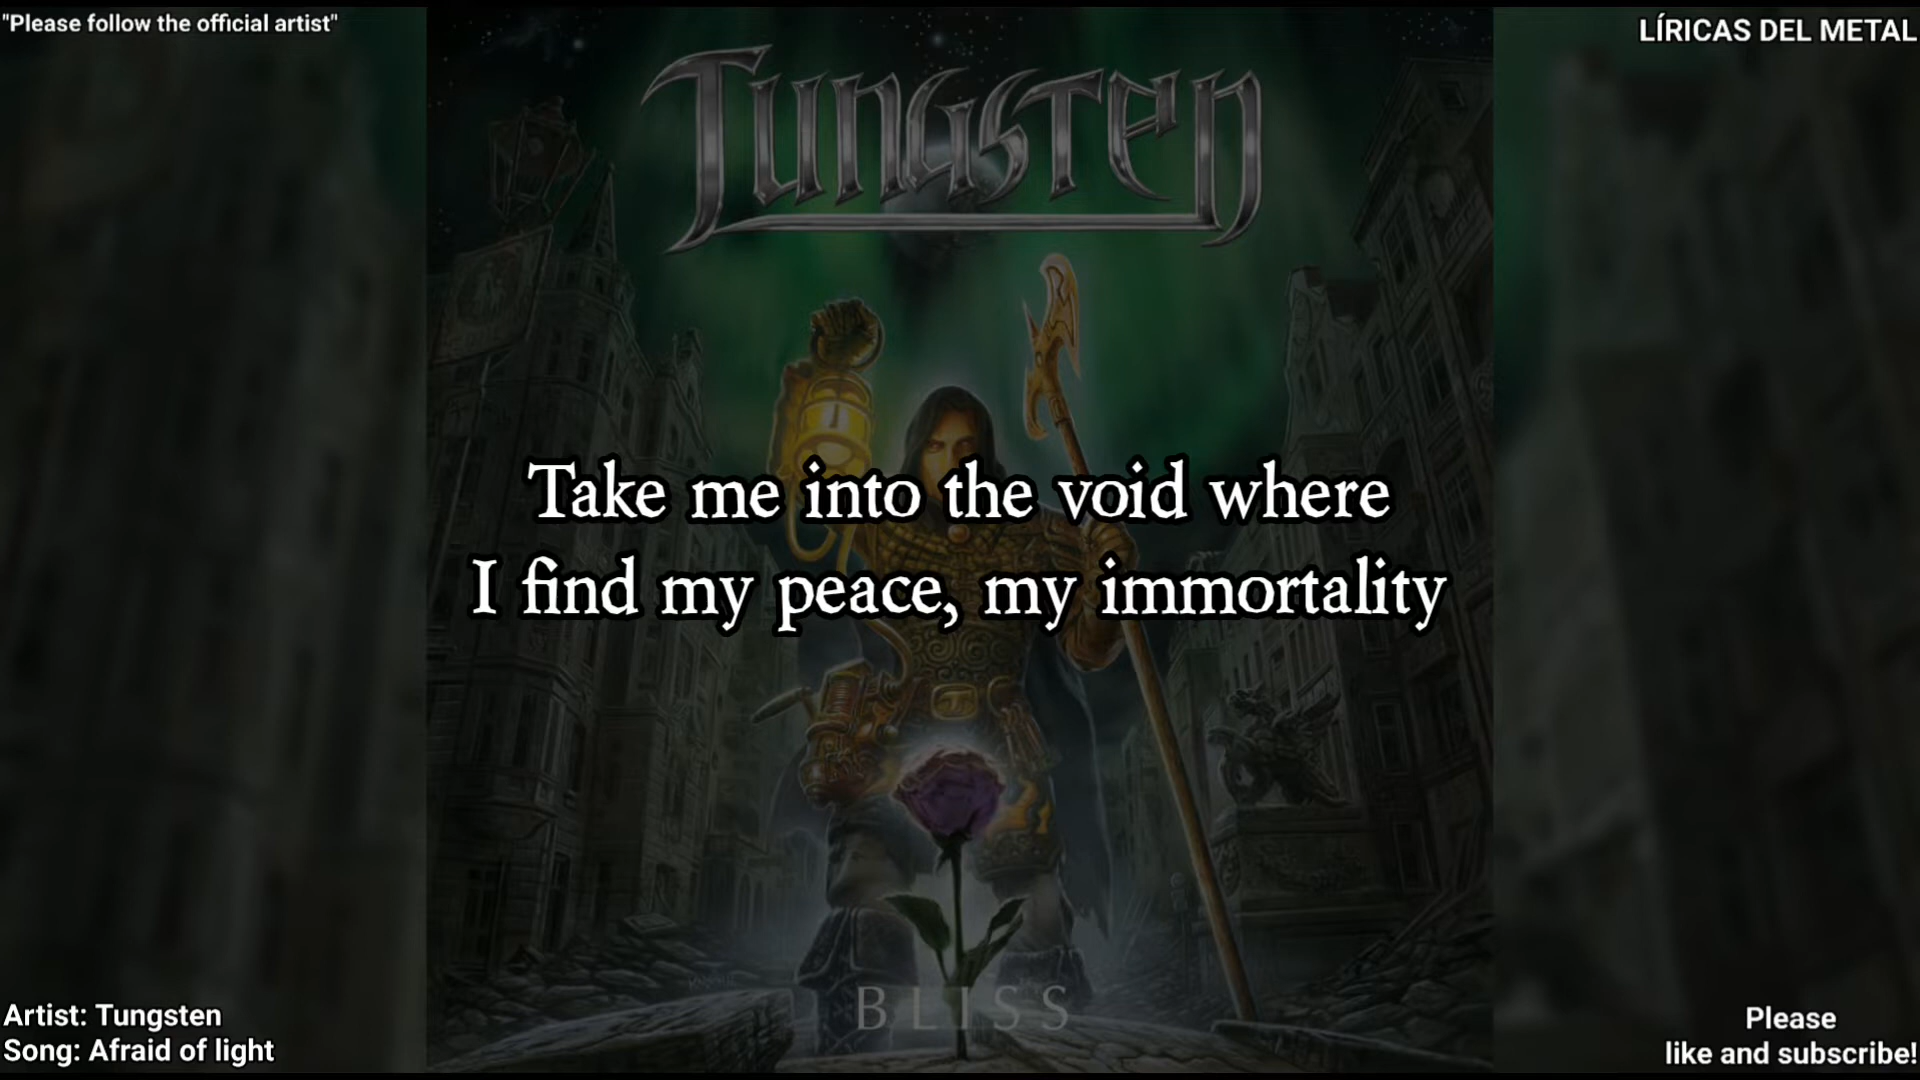 "Please follow the official artist"
LÍRICAS DEL METAL
Tungsten
Take me into the void where
I find my peace, my immortality
BLISS
Artist: Tungsten
Song: Afraid of light
Please
like and subscribe!